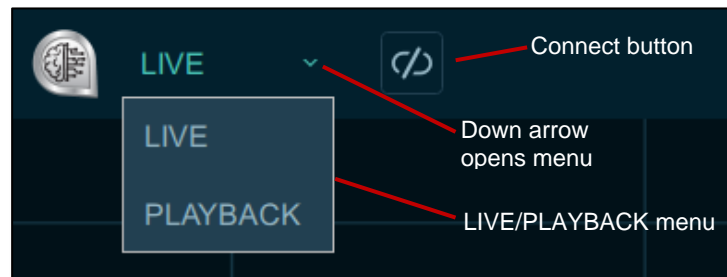 LIVE
Connect button
LIVE
Down arrow
opens menu
PLAYBACK
LIVE/PLAYBACK menu